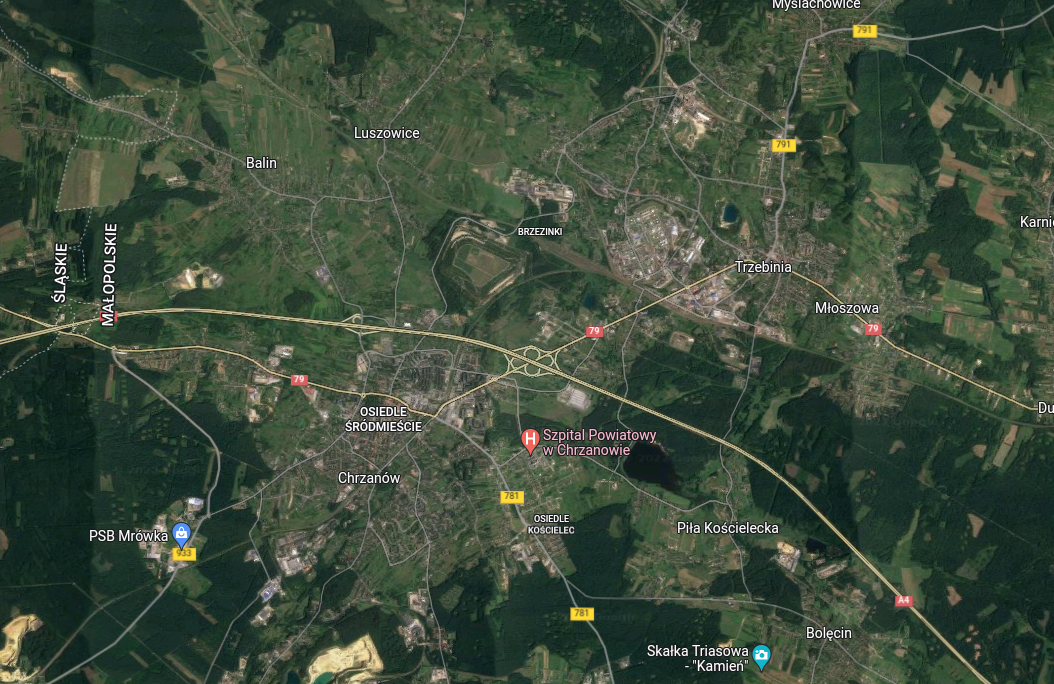 Myślachowice
791
Luszowice
791
Balin
Karni
BRZEZINKI
ŚLĄSKIE
MAŁOPOLSKIE
Trzebinia
Młoszowa
79
79
79
Du
OSIEDLE
ŚRÓDMIEŚCIE
Szpital Powiatowy
w Chrzanowie
Chrzanów
781
OSIEDLE
KOŚCIELEC
Piła Kościelecka
PSB Mrówka
933
A4
781
Bolęcin
Skałka Triasowa
- "Kamień"